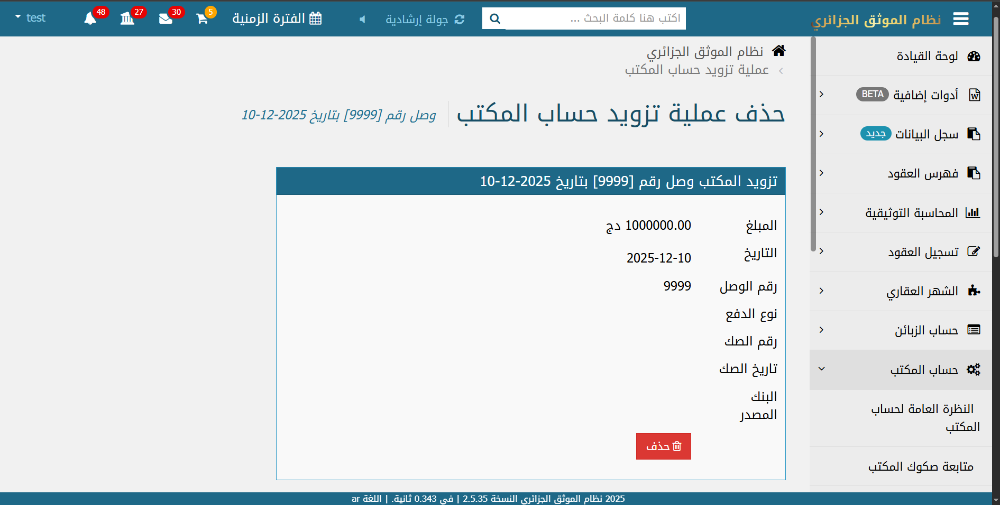 نظام الموثق الجزائري
اكتب هنا كلمة البحث ...
جولة إرشادية
الفترة الزمنية
5
30
27
48
test
لوحة القيادة
أدوات إضافية BETA
سجل البيانات جديد
فهرس العقود
المحاسبة التوثيقية
تسجيل العقود
الشهر العقاري
حساب الزبائن
حساب المكتب
النظرة العامة لحساب
المكتب
متابعة صكوك المكتب
نظام الموثق الجزائري
عملية تزويد حساب المكتب
حذف عملية تزويد حساب المكتب
وصل رقم [9999] بتاريخ 2025-12-10
تزويد المكتب وصل رقم [9999] بتاريخ 2025-12-10
المبلغ 1000000.00 دج
التاريخ 2025-12-10
رقم الوصل 9999
نوع الدفع
رقم الصك
تاريخ الصك
البنك
المصدر
حذف
2025 نظام الموثق الجزائري النسخة 2.5.35 | في 0.343 ثانية. | اللغة ar